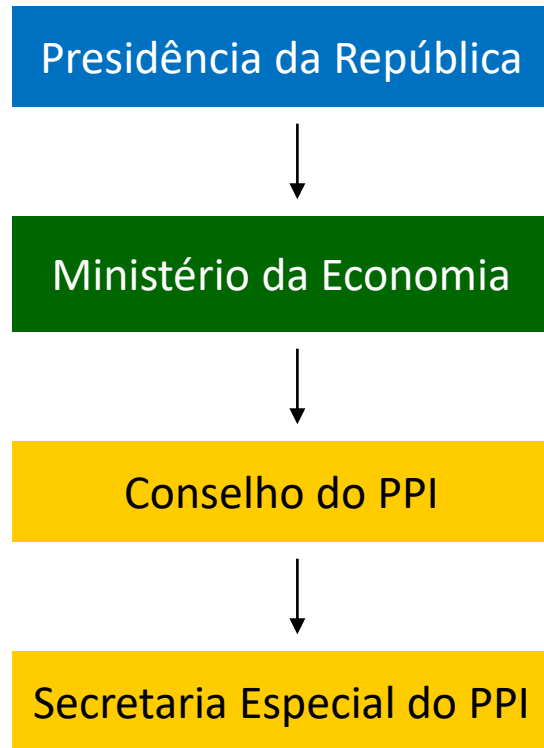 Presidência da República
Ministério da Economia
Conselho do PPI
Secretaria Especial do PPI